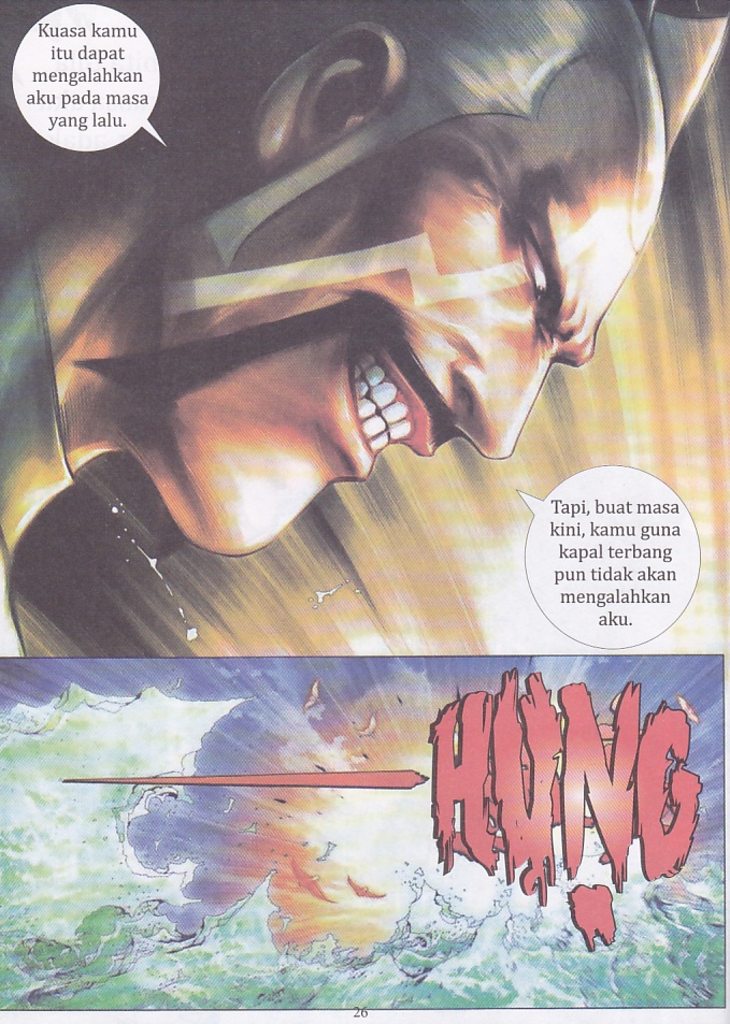 Kuasa kamu
itu dapat
mengalahkan
aku pada masa
yang lalu.
Tapi, buat masa
kini, kamu guna
kapal terbang
pun tidak akan
mengalahkan
aku.
HUNG
26